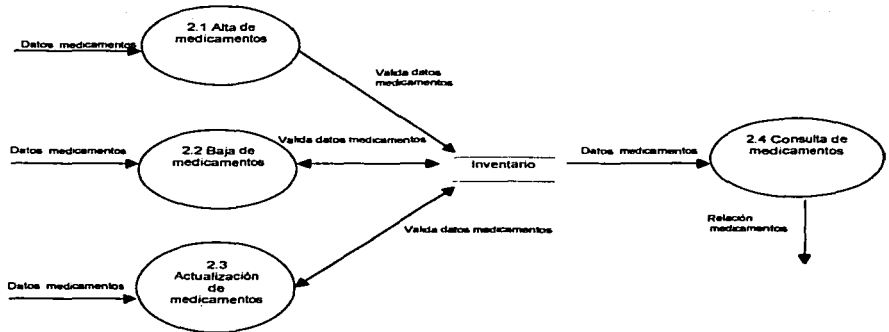 2.1 Alta de
medicamentos
Datos medicamentos
Valida datos
medicamentos
Datos medicamentos
2.2 Baja de
medicamentos
Valida datos medicamentos
Inventario
Datos medicamentos
2.4 Consulta de
medicamentos
Relación
medicamentos
Valida datos medicamentos
Datos medicamentos
2.3
Actualización
de
medicamentos